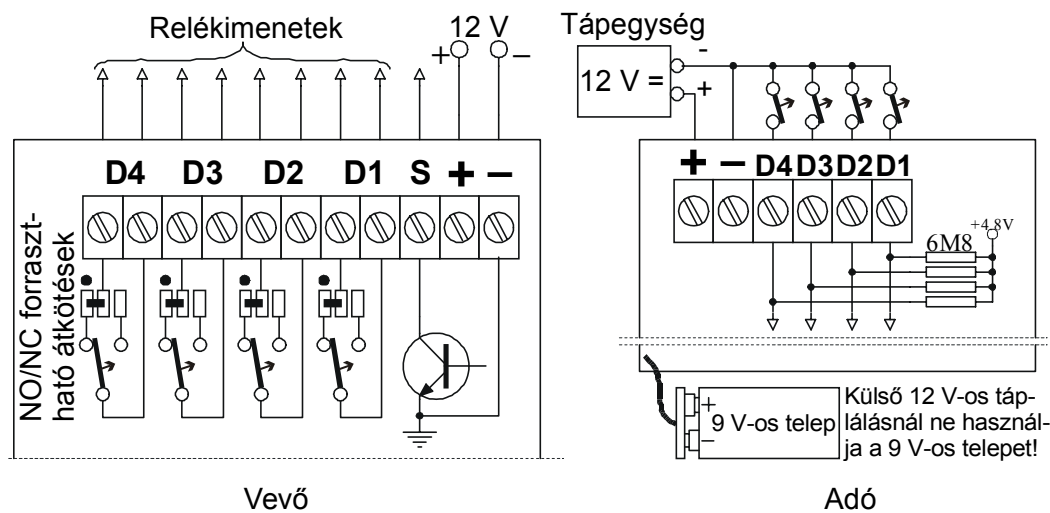 Relékimenetek
12 V
+ –
D4 D3 D2 D1 S + –
NO/NC forraszt-
ható átkötések
Vevő
Tápegység
12 V =
-
+
+ – D4 D3 D2 D1
+4.8V
6M8
+
–
9 V-os telep
Külső 12 V-os táp-
lálásnál ne használ-
ja a 9 V-os telepet!
Adó